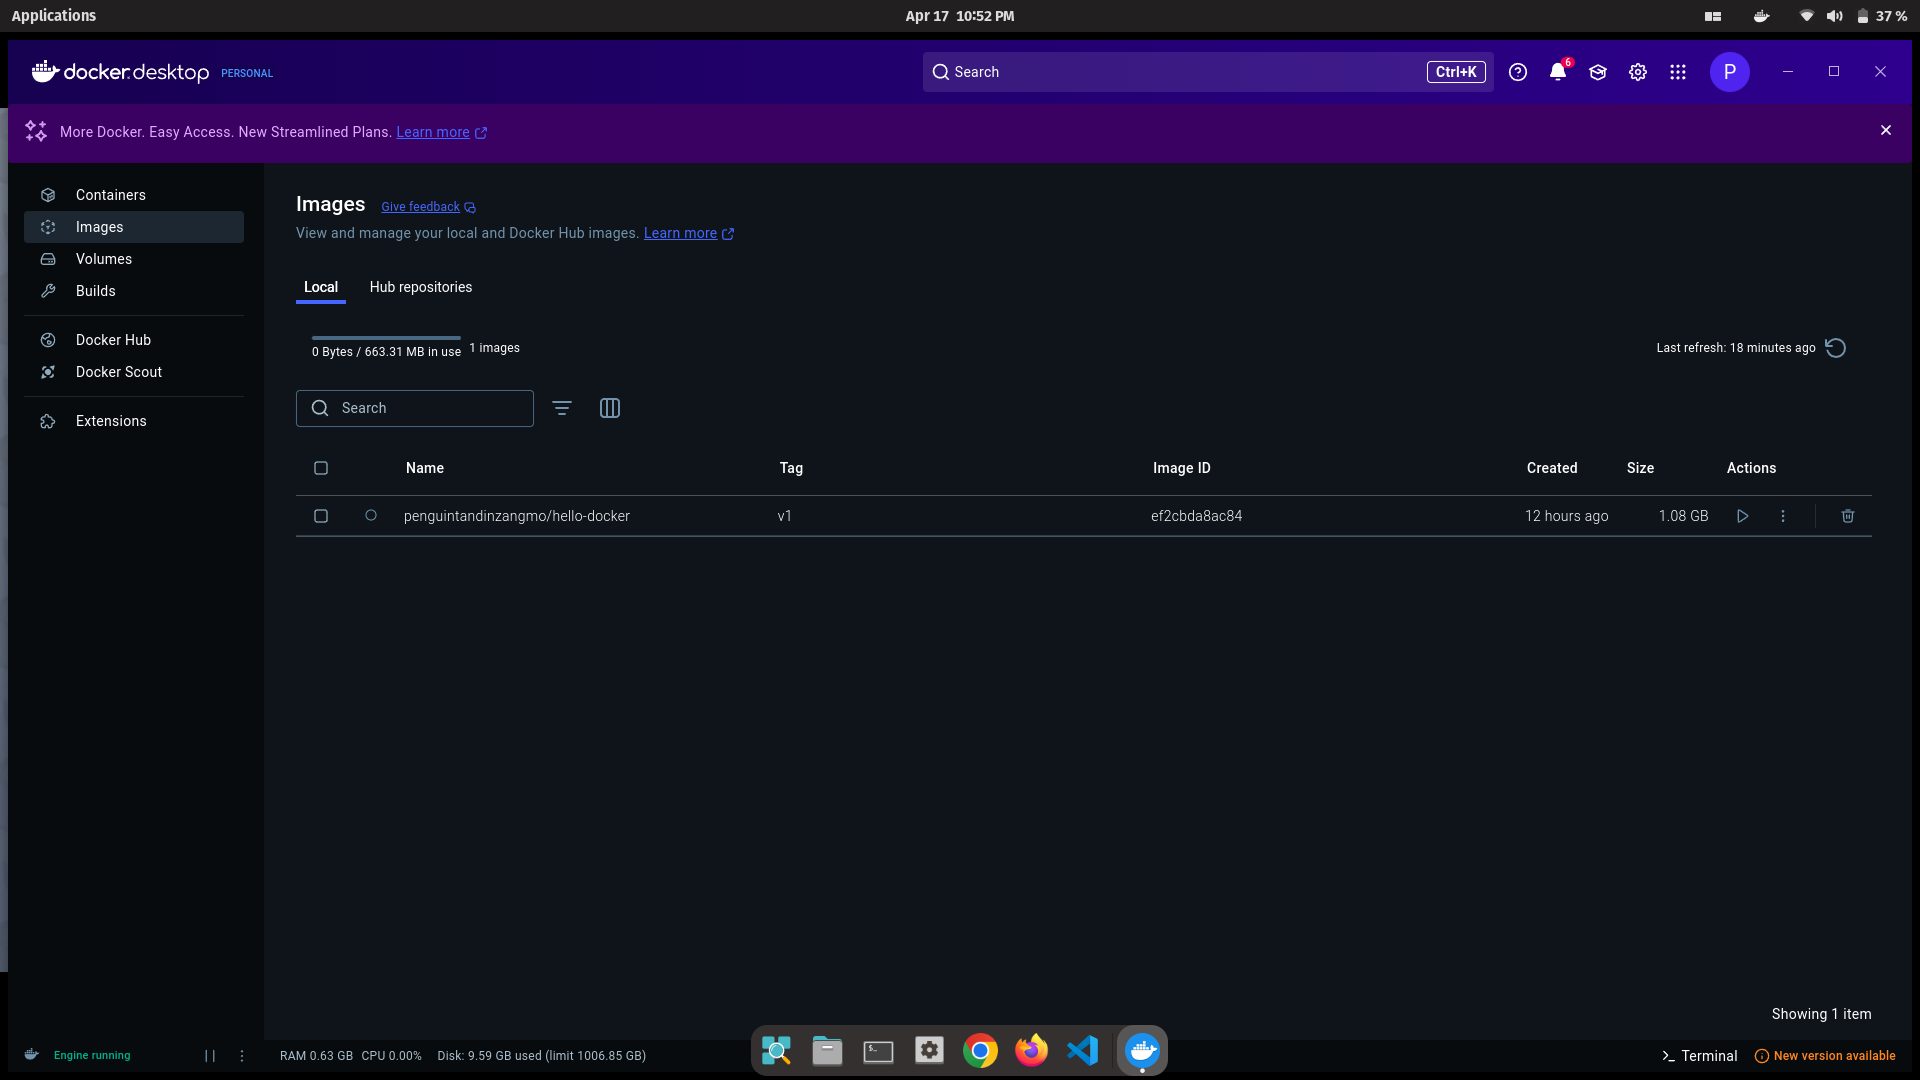 Applications
Apr 17 10:52 PM
37 %
docker.desktop PERSONAL
Search
Ctrl+K
6
P
More Docker. Easy Access. New Streamlined Plans. Learn more
Containers
Images
Volumes
Builds
Docker Hub
Docker Scout
Extensions
Images Give feedback
View and manage your local and Docker Hub images. Learn more
Local Hub repositories
0 Bytes / 663.31 MB in use 1 images
Last refresh: 18 minutes ago
Search
Name Tag Image ID Created Size Actions
penguintandinzangmo/hello-docker v1 ef2cbda8ac84 12 hours ago 1.08 GB
Showing 1 item
Engine running
RAM 0.63 GB CPU 0.00% Disk: 9.59 GB used (limit 1006.85 GB)
Terminal
New version available